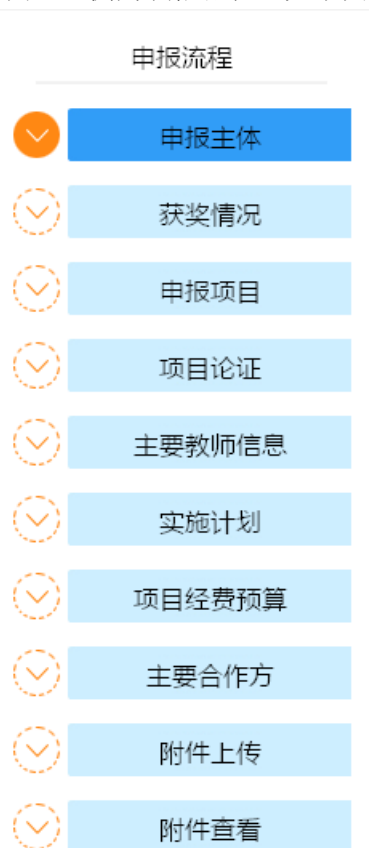 申报流程
申报主体
获奖情况
申报项目
项目论证
主要教师信息
实施计划
项目经费预算
主要合作方
附件上传
附件查看